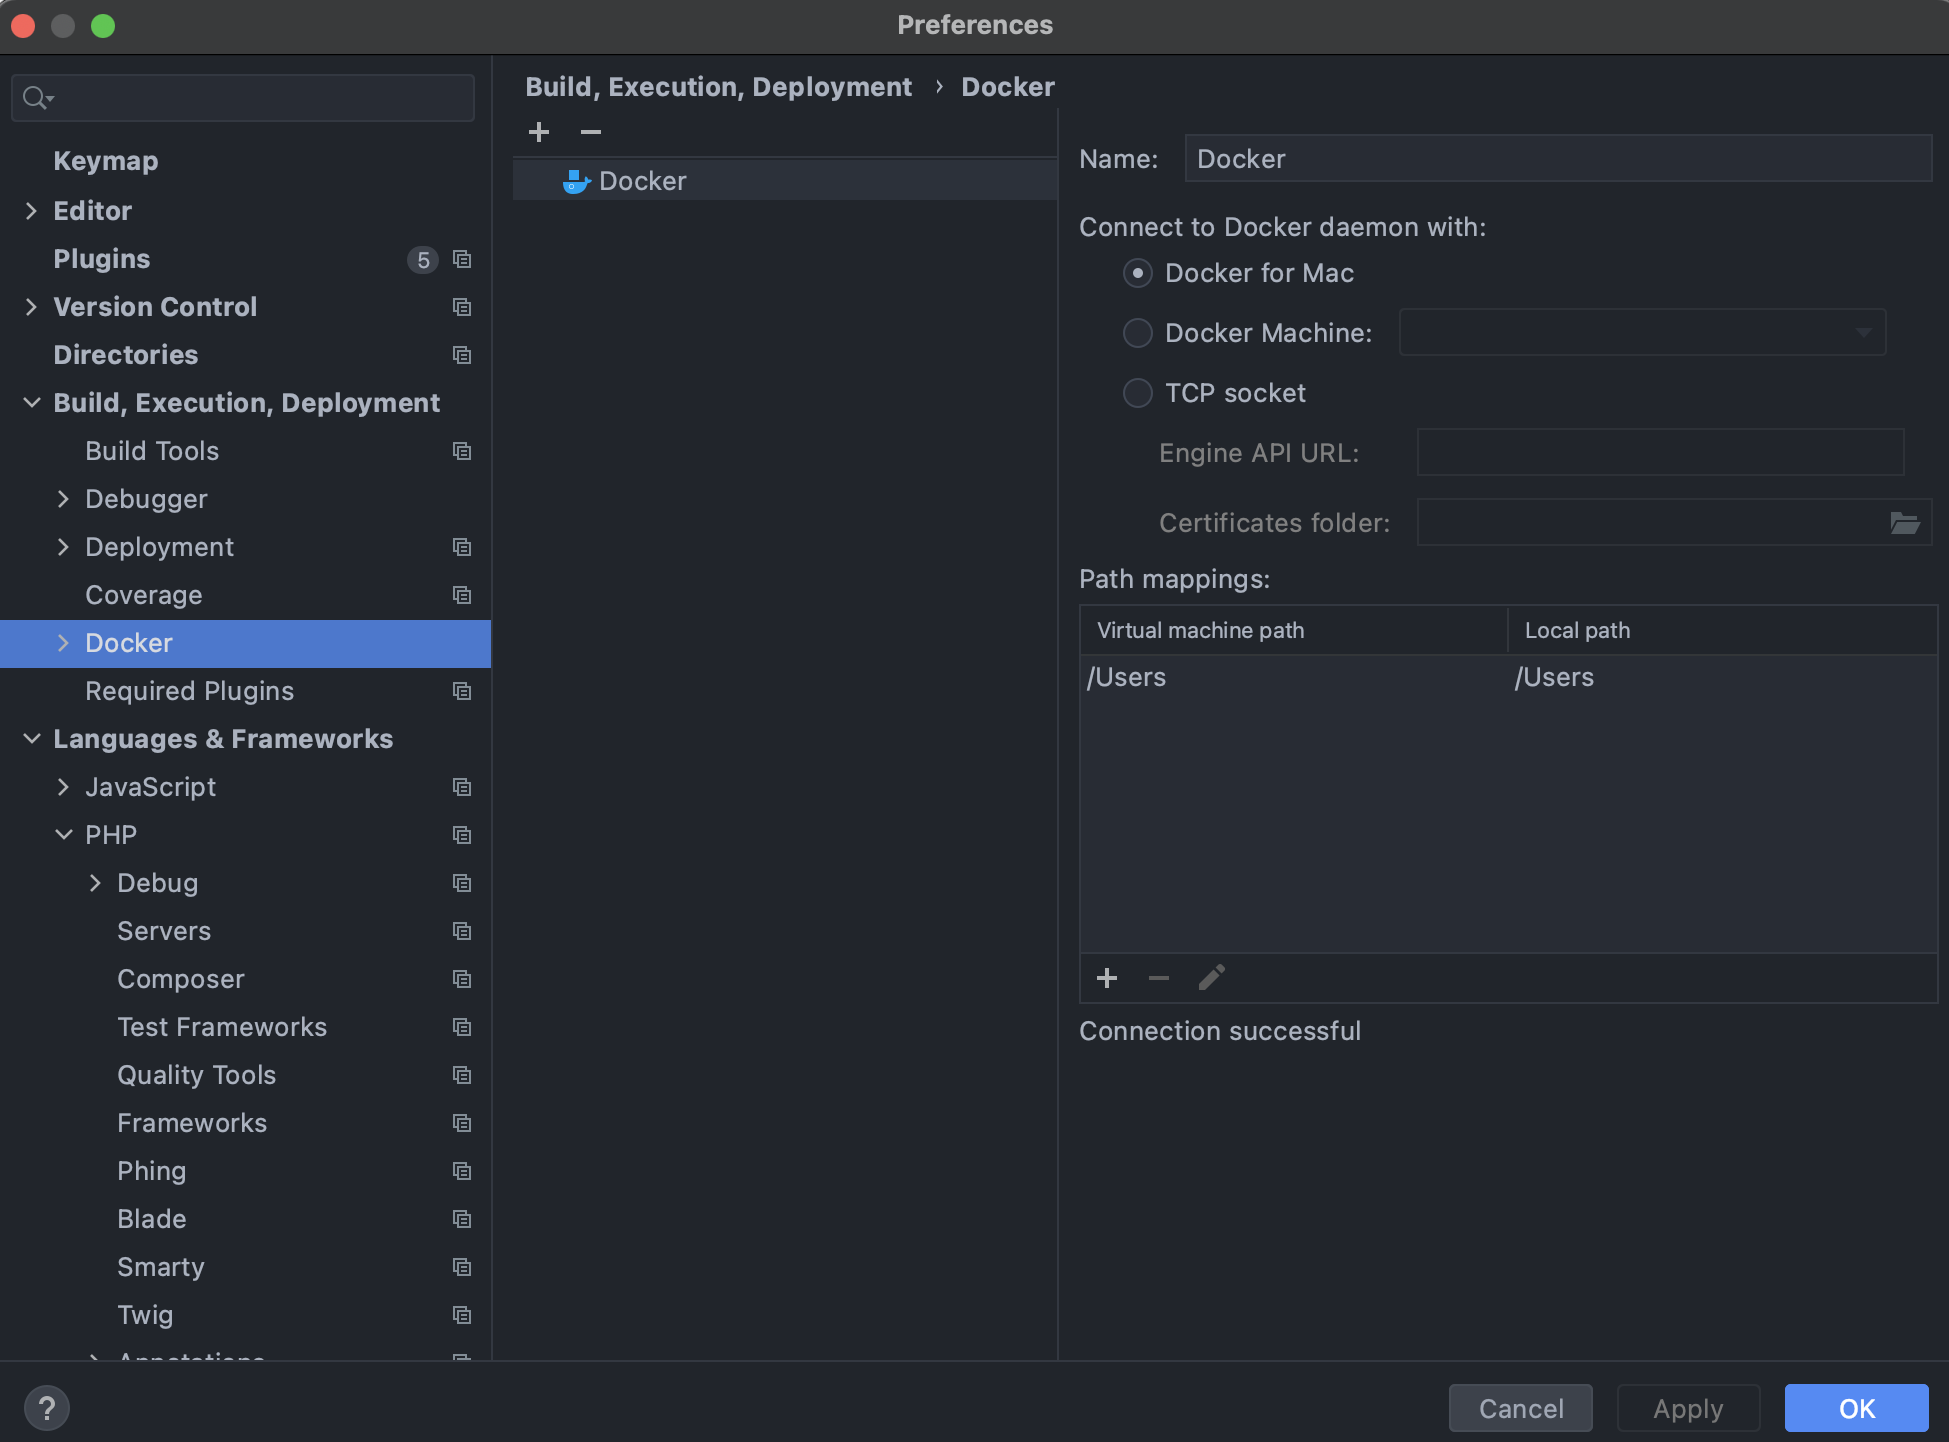 Preferences
Keymap
Editor
Plugins 5
Version Control
Directories
Build, Execution, Deployment
Build Tools
Debugger
Deployment
Coverage
Docker
Required Plugins
Languages & Frameworks
JavaScript
PHP
Debug
Servers
Composer
Test Frameworks
Quality Tools
Frameworks
Phing
Blade
Smarty
Twig
Annotations
Build, Execution, Deployment › Docker
Docker
Name: Docker
Connect to Docker daemon with:
Docker for Mac
Docker Machine:
TCP socket
Engine API URL:
Certificates folder:
Path mappings:
Virtual machine path Local path
/Users /Users
Connection successful
?
Cancel Apply OK